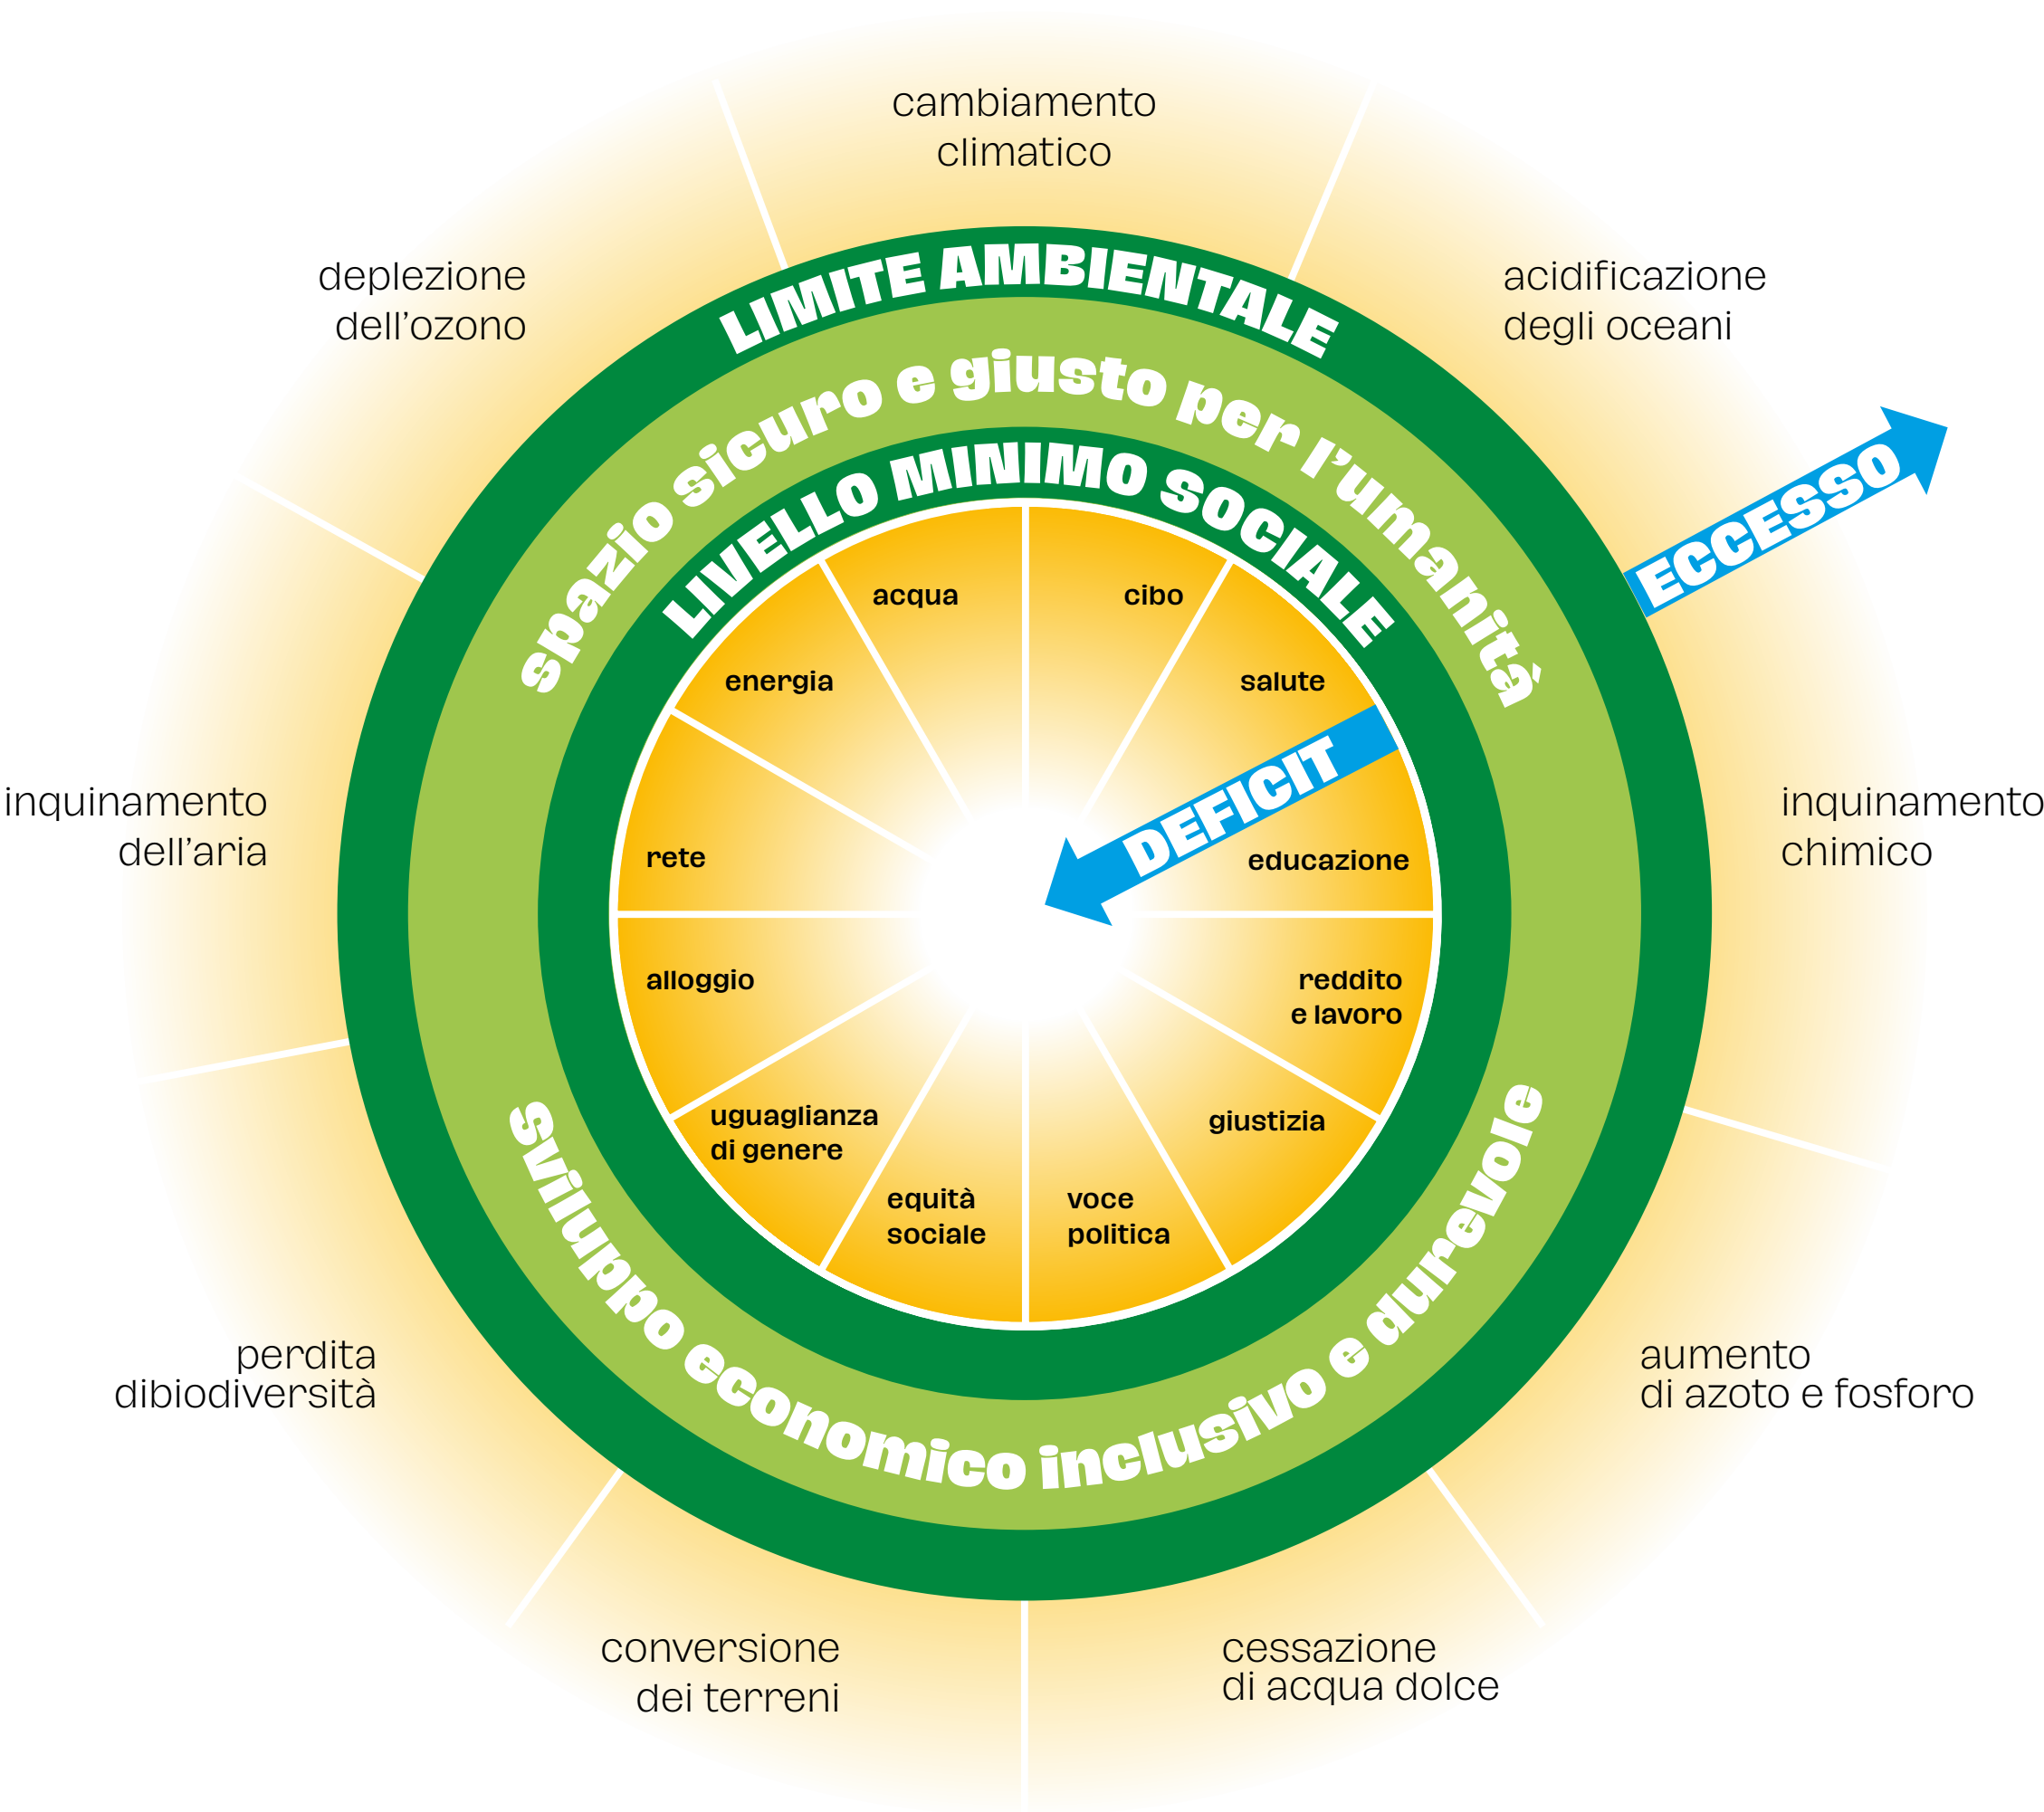 cambiamento
climatico
deplezione
dell’ozono
acidificazione
degli oceani
LIMITE AMBIENTALE
spazio sicuro e giusto per l’umanità
LIVELLO MINIMO SOCIALE
ECCESSO
acqua
cibo
energia
salute
DEFICIT
inquinamento
dell’aria
inquinamento
chimico
rete
educazione
alloggio
reddito
e lavoro
uguaglianza
di genere
giustizia
equità
sociale
voce
politica
sviluppo economico inclusivo e durevole
perdita
dibiodiversità
aumento
di azoto e fosforo
conversione
dei terreni
cessazione
di acqua dolce